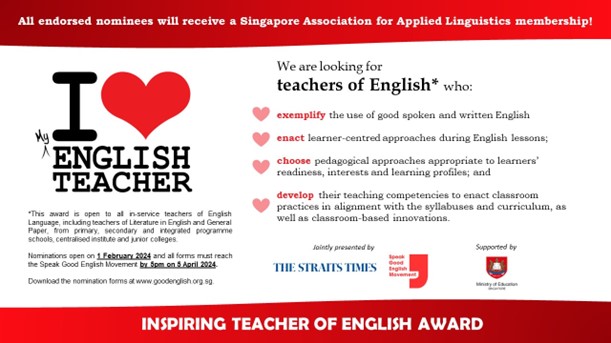 All endorsed nominees will receive a Singapore Association for Applied Linguistics membership!
I
My
ENGLISH
TEACHER
*This award is open to all in-service teachers of English
Language, including teachers of Literature in English and General
Paper, from primary, secondary and integrated programme
schools, centralised institute and junior colleges.
Nominations open on 1 February 2024 and all forms must reach
the Speak Good English Movement by 5pm on 5 April 2024.
Download the nomination forms at www.goodenglish.org.sg.
We are looking for
teachers of English* who:
exemplify the use of good spoken and written English
enact learner-centred approaches during English lessons;
choose pedagogical approaches appropriate to learners'
readiness, interests and learning profiles; and
develop their teaching competencies to enact classroom
practices in alignment with the syllabuses and curriculum, as
well as classroom-based innovations.
Jointly presented by
Supported by
THE STRAITS TIMES
Speak
Good
English
Movement
Ministry of Education
INSPIRING TEACHER OF ENGLISH AWARD